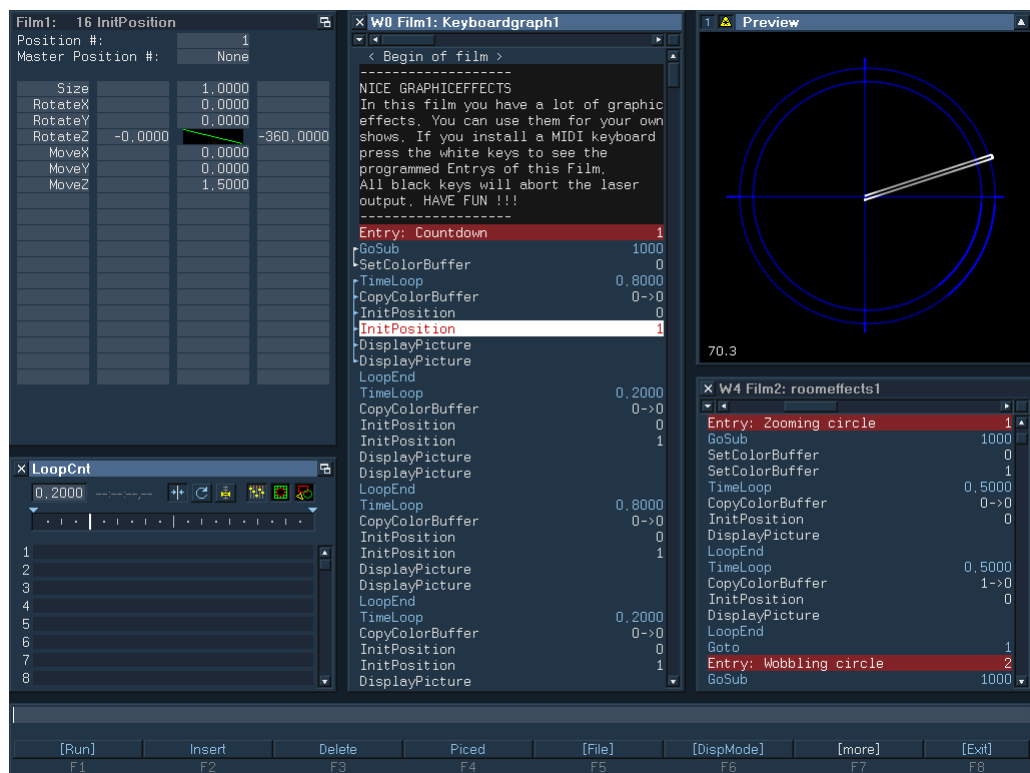 Film1:   16 InitPosition
Position #: 1
Master Position #: None
Size 1,0000
RotateX 0,0000
RotateY 0,0000
RotateZ -0,0000 -360,0000
MoveX 0,0000
MoveY 0,0000
MoveZ 1,5000
LoopCnt
0,2000 --:--:--,--
1
2
3
4
5
6
7
8
W0 Film1: Keyboardgraph1
< Begin of film >
--------------------
NICE GRAPHICEFFECTS
In this film you have a lot of graphic
effects. You can use them for your own
shows. If you install a MIDI keyboard
press the white keys to see the
programmed Entrys of this Film.
All black keys will abort the laser
output. HAVE FUN !!!
--------------------
Entry: Countdown 1
GoSub 1000
SetColorBuffer 0
TimeLoop 0,8000
CopyColorBuffer 0->0
InitPosition 0
InitPosition 1
DisplayPicture
DisplayPicture
LoopEnd
TimeLoop 0,2000
CopyColorBuffer 0->0
InitPosition 0
InitPosition 1
DisplayPicture
DisplayPicture
LoopEnd
TimeLoop 0,8000
CopyColorBuffer 0->0
InitPosition 0
InitPosition 1
DisplayPicture
DisplayPicture
LoopEnd
TimeLoop 0,2000
CopyColorBuffer 0->0
InitPosition 0
InitPosition 1
DisplayPicture
1 Preview
70.3
W4 Film2: roomeffects1
Entry: Zooming circle 1
GoSub 1000
SetColorBuffer 0
SetColorBuffer 1
TimeLoop 0,5000
CopyColorBuffer 0->0
InitPosition 0
DisplayPicture
LoopEnd
TimeLoop 0,5000
CopyColorBuffer 1->0
InitPosition 0
DisplayPicture
LoopEnd
Goto 1
Entry: Wobbling circle 2
GoSub 1000
[Run] Insert Delete Piced [File] [DispMode] [more] [Exit]
F1 F2 F3 F4 F5 F6 F7 F8